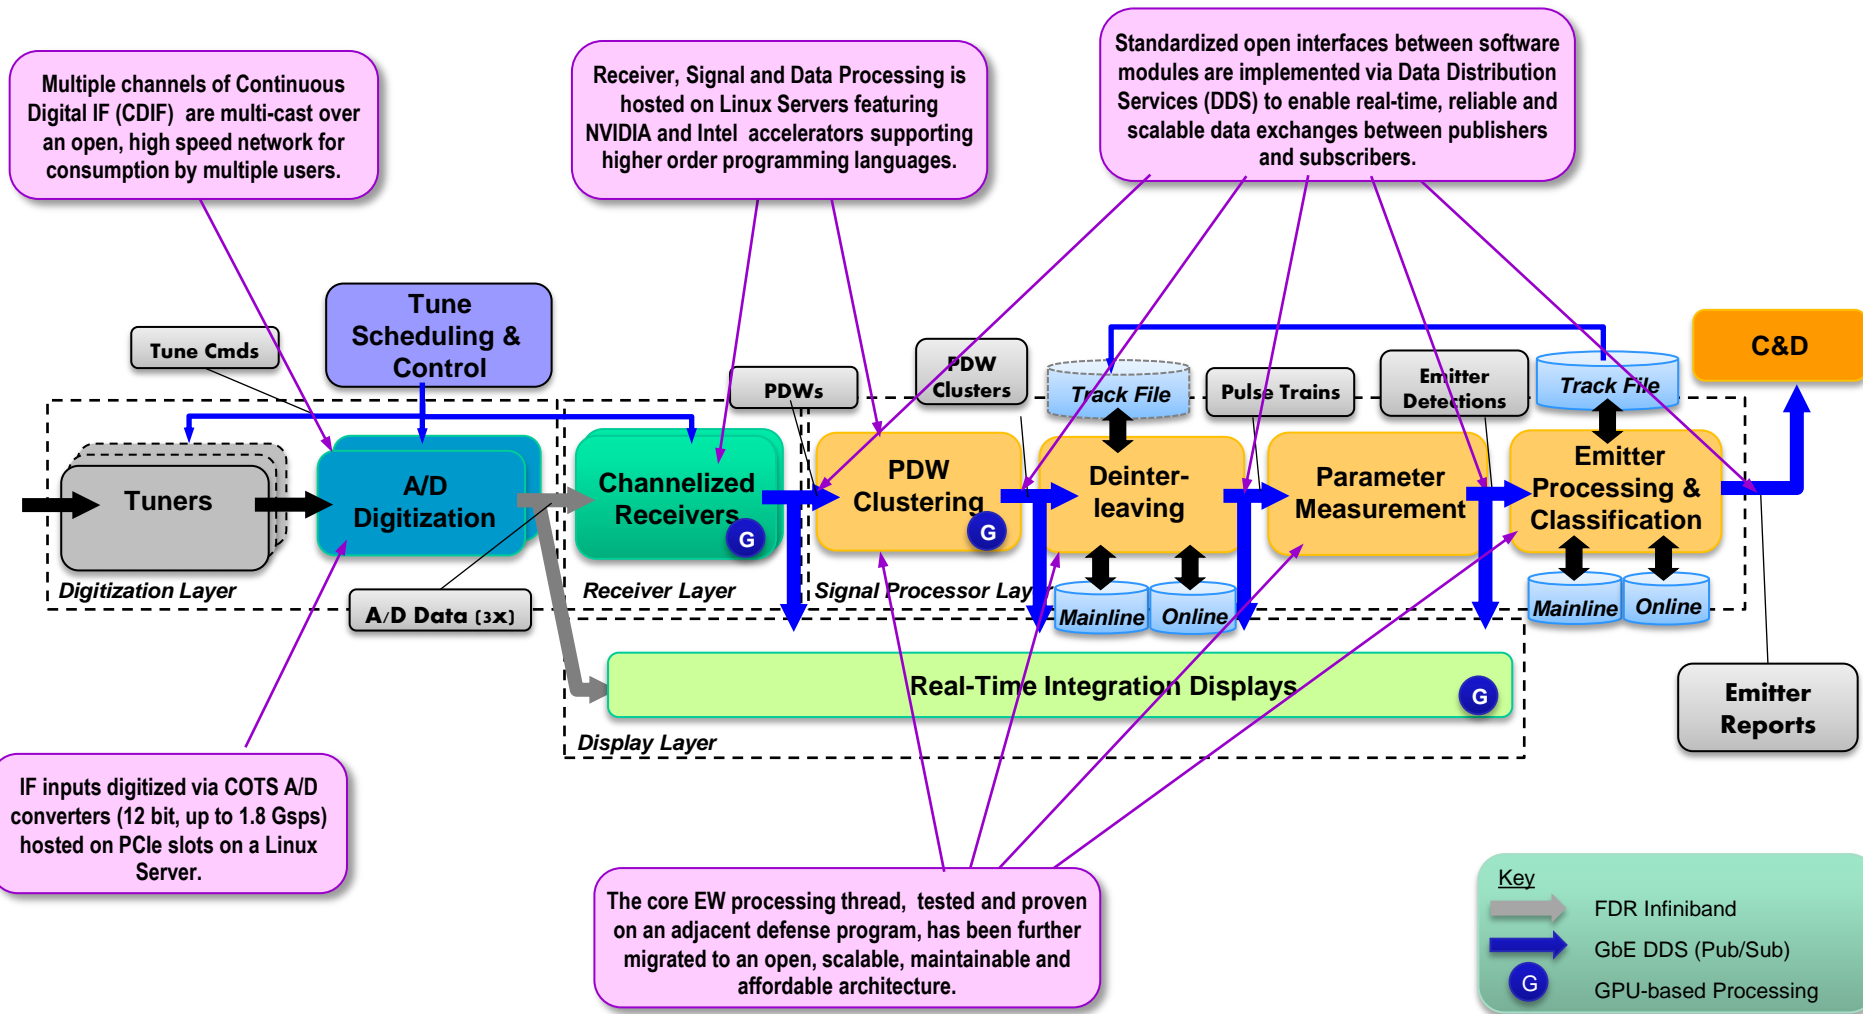 Multiple channels of Continuous
Digital IF (CDIF) are multi-cast over
an open, high speed network for
consumption by multiple users.
Receiver, Signal and Data Processing is
hosted on Linux Servers featuring
NVIDIA and Intel accelerators supporting
higher order programming languages.
Standardized open interfaces between software
modules are implemented via Data Distribution
Services (DDS) to enable real-time, reliable and
scalable data exchanges between publishers
and subscribers.
Tune
Scheduling &
Control
Tune Cmds
PDWs
PDW
Clusters
Track File
Pulse Trains
Emitter
Detections
Track File
C&D
Tuners
A/D
Digitization
Channelized
Receivers
G
PDW
Clustering
G
Deinter-
leaving
Parameter
Measurement
Emitter
Processing &
Classification
Digitization Layer
Receiver Layer
Signal Processor Layer
Mainline
Online
Mainline
Online
A/D Data (3x)
Real-Time Integration Displays
G
Display Layer
Emitter
Reports
IF inputs digitized via COTS A/D
converters (12 bit, up to 1.8 Gsps)
hosted on PCIe slots on a Linux
Server.
The core EW processing thread, tested and proven
on an adjacent defense program, has been further
migrated to an open, scalable, maintainable and
affordable architecture.
Key
FDR Infiniband
GbE DDS (Pub/Sub)
G
GPU-based Processing